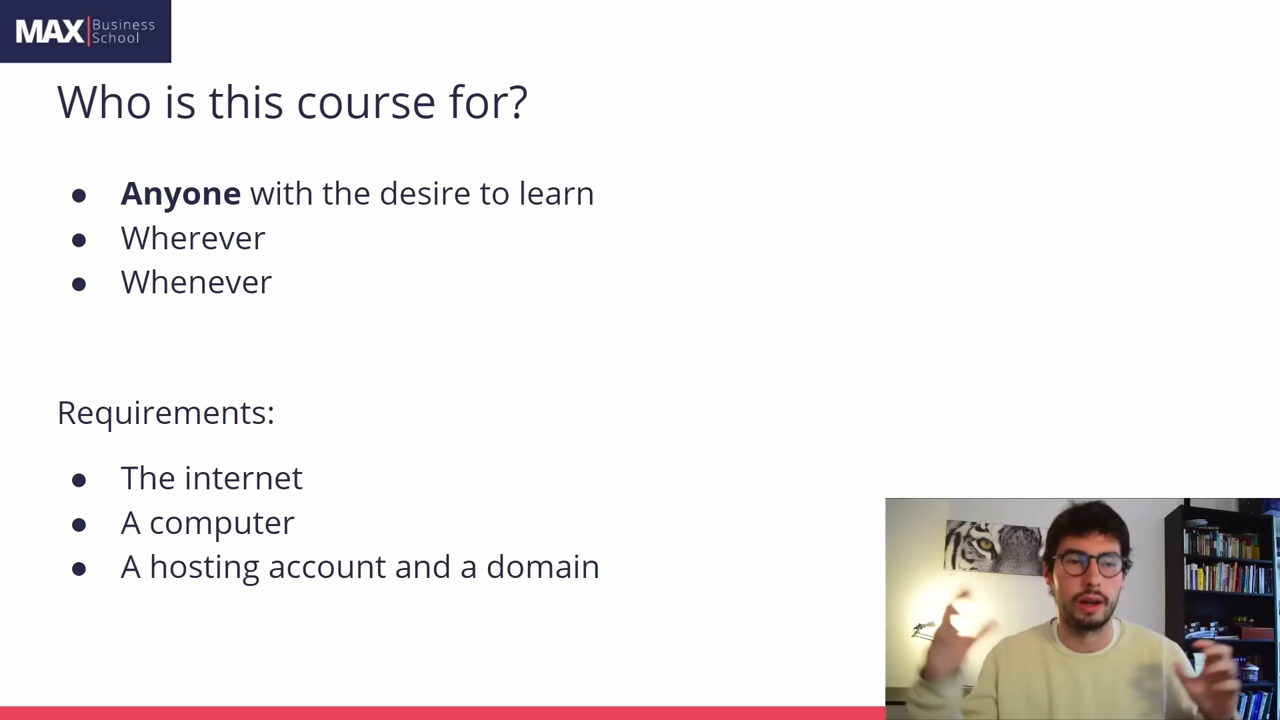 MAX Business
School
Who is this course for?
● Anyone with the desire to learn
● Wherever
● Whenever
Requirements:
● The internet
● A computer
● A hosting account and a domain